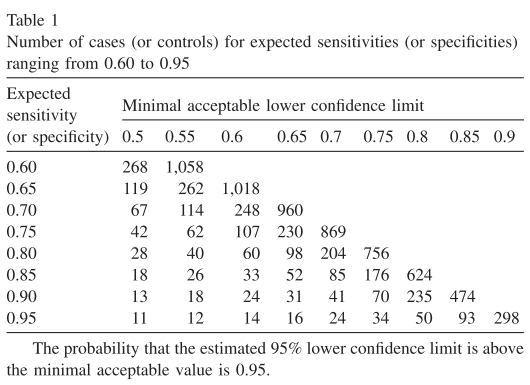 Table 1
Number of cases (or controls) for expected sensitivities (or specificities)
ranging from 0.60 to 0.95
Expected
sensitivity
(or specificity)
Minimal acceptable lower confidence limit
0.5 0.55 0.6 0.65 0.7 0.75 0.8 0.85 0.9
0.60 268 1,058
0.65 119 262 1,018
0.70 67 114 248 960
0.75 42 62 107 230 869
0.80 28 40 60 98 204 756
0.85 18 26 33 52 85 176 624
0.90 13 18 24 31 41 70 235 474
0.95 11 12 14 16 24 34 50 93 298
The probability that the estimated 95% lower confidence limit is above
the minimal acceptable value is 0.95.